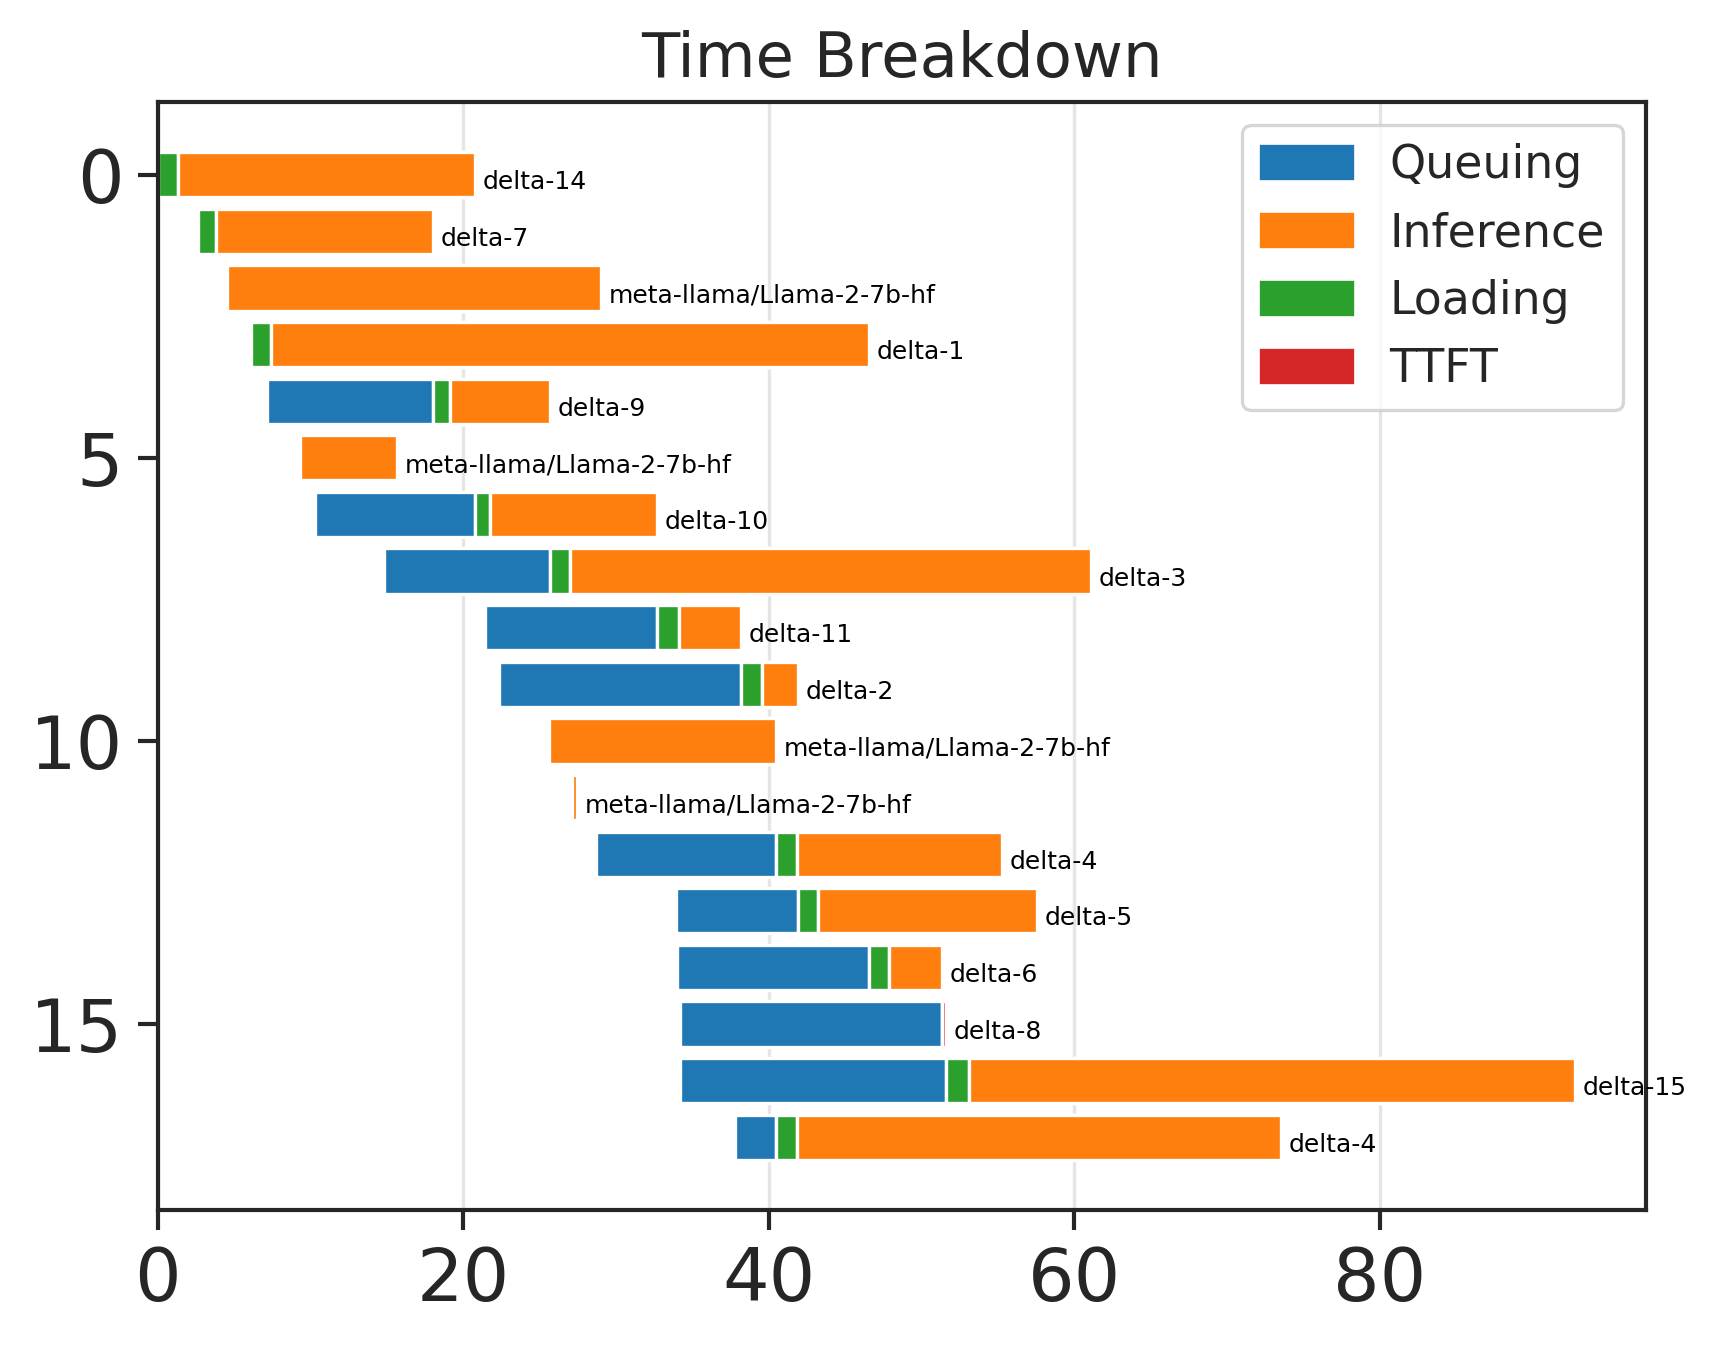 Time Breakdown
Queuing
Inference
Loading
TTFT
0
5
10
15
delta-14
delta-7
meta-llama/Llama-2-7b-hf
delta-1
delta-9
meta-llama/Llama-2-7b-hf
delta-10
delta-3
delta-11
delta-2
meta-llama/Llama-2-7b-hf
meta-llama/Llama-2-7b-hf
delta-4
delta-5
delta-6
delta-8
delta-15
delta-4
0 20 40 60 80